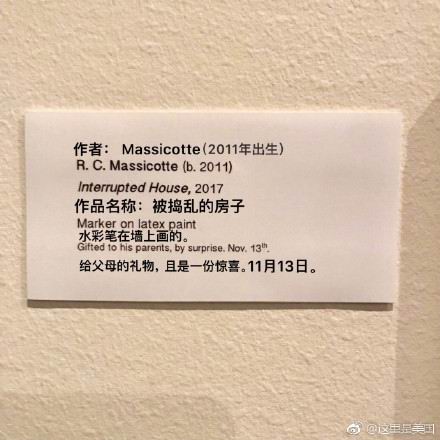 作者： Massicotte（2011年出生）
R. C. Massicotte (b. 2011)
Interrupted House, 2017
作品名称：被捣乱的房子
Marker on latex paint
水彩笔在墙上画的。
Gifted to his parents, by surprise. Nov. 13th.
给父母的礼物，且是一份惊喜。11月13日。
@这里是美国